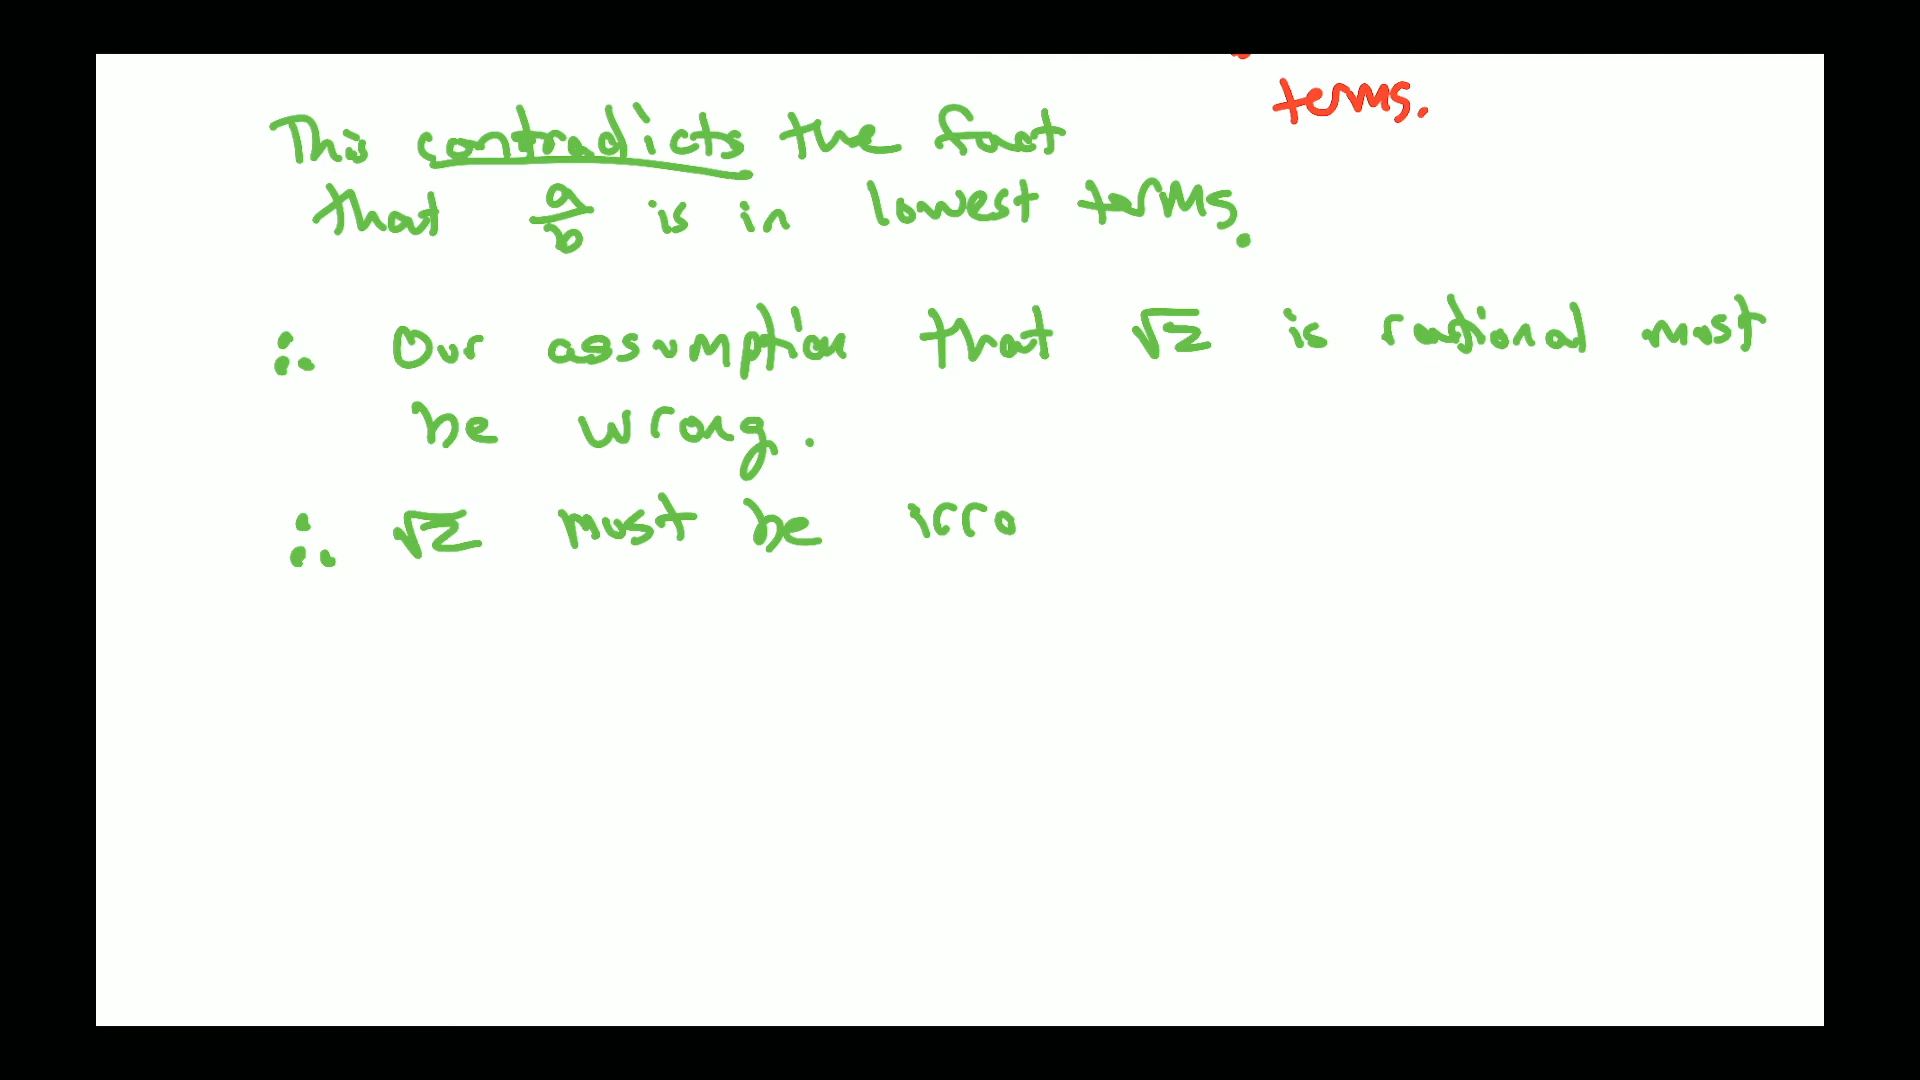 terms.
This contradicts the fact
that a/b is in lowest terms.
∴ Our assumption that √2 is rational must
be wrong.
∴ √2 must be irra